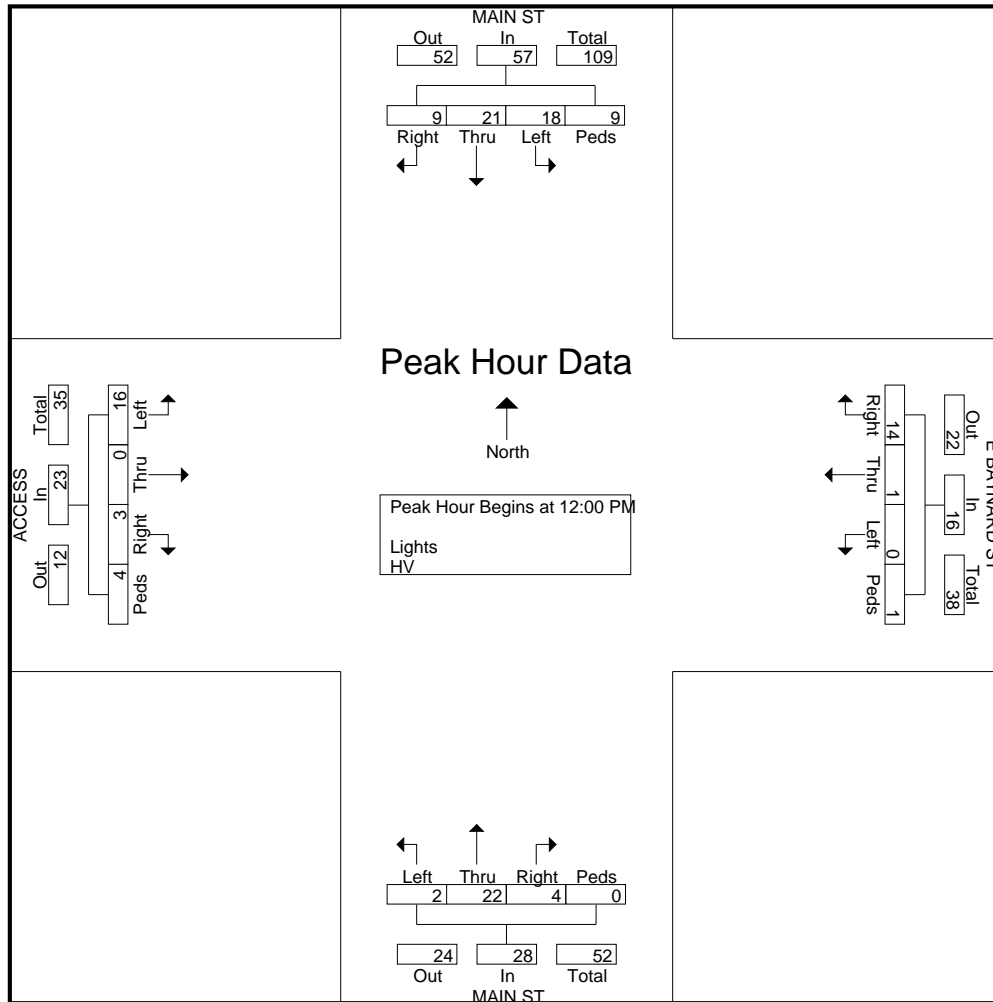 MAIN ST
Out In Total
52 57 109
9 21 18 9
Right Thru Left Peds
Peak Hour Data
North
Peak Hour Begins at 12:00 PM
Lights
HV
ACCESS
Total In Out
35 23 12
16 0 3 4
Left Thru Right Peds
Right Thru Left Peds
14 1 0 1
Out In Total
22 16 38
Left Thru Right Peds
2 22 4 0
24 28 52
Out In Total
MAIN ST